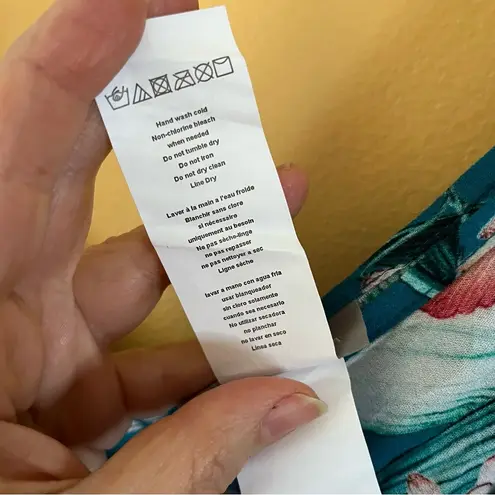 Hand wash cold
Non-chlorine bleach
when needed
Do not tumble dry
Do not iron
Do not dry clean
Line Dry
Laver à la main a l'eau froide
Blanchir sans clore
si nécessaire
uniquement au besoin
Ne pas sèche-linge
ne pas repasser
ne pas nettoyer a sec
Ligne sèche
lavar a mano con agua fria
usar blanqueador
sin cloro solamente
cuando sea necesario
No utilizar secadora
no planchar
no lavar en seco
Linea seca